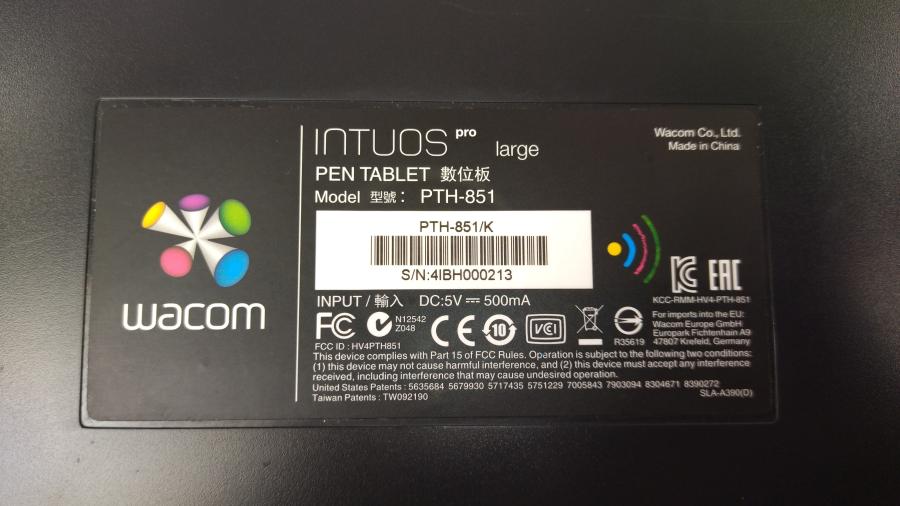 wacom
INTUOS pro large
PEN TABLET 數位板
Model 型號： PTH-851
PTH-851/K
S/N:4IBH000213
INPUT / 輸入 DC:5V ⎓ 500mA
FC
N12542
Z048
CE
10
VCI
R35619
FCC ID : HV4PTH851
Wacom Co., Ltd.
Made in China
KC EAC
KCC-RMM-HV4-PTH-851
For imports into the EU:
Wacom Europe GmbH
Europark Fichtenhain A9
47807 Krefeld, Germany
This device complies with Part 15 of FCC Rules. Operation is subject to the following two conditions:
(1) this device may not cause harmful interference, and (2) this device must accept any interference
received, including interference that may cause undesired operation.
United States Patents : 5635684 5679930 5717435 5751229 7005843 7903094 8304671 8390272
Taiwan Patents : TW092190
SLA-A390(D)